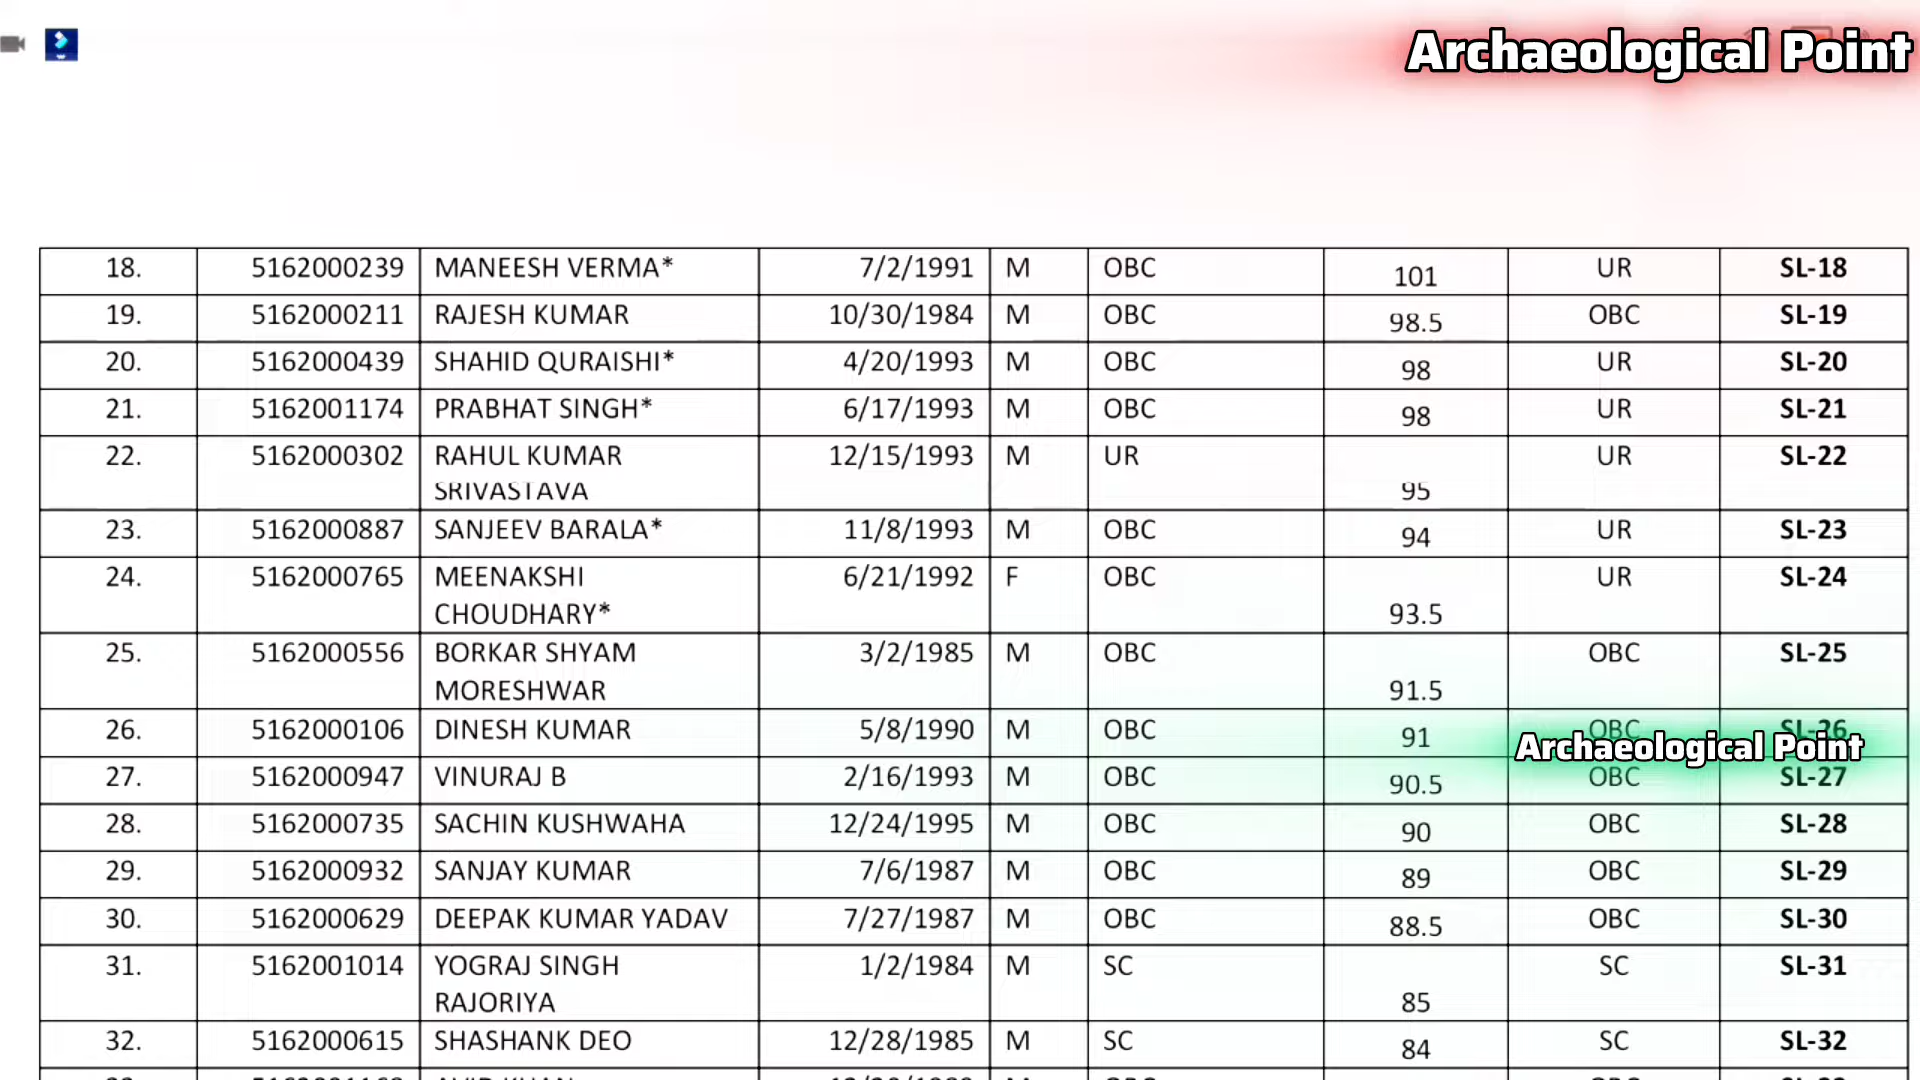 Archaeological Point
18. 5162000239 MANEESH VERMA* 7/2/1991 M OBC 101 UR SL-18
19. 5162000211 RAJESH KUMAR 10/30/1984 M OBC 98.5 OBC SL-19
20. 5162000439 SHAHID QURAISHI* 4/20/1993 M OBC 98 UR SL-20
21. 5162001174 PRABHAT SINGH* 6/17/1993 M OBC 98 UR SL-21
22. 5162000302 RAHUL KUMAR 12/15/1993 M UR UR SL-22
SRIVASTAVA 95
23. 5162000887 SANJEEV BARALA* 11/8/1993 M OBC 94 UR SL-23
24. 5162000765 MEENAKSHI 6/21/1992 F OBC UR SL-24
CHOUDHARY* 93.5
25. 5162000556 BORKAR SHYAM 3/2/1985 M OBC OBC SL-25
MORESHWAR 91.5
26. 5162000106 DINESH KUMAR 5/8/1990 M OBC 91 OBC SL-26
Archaeological Point
27. 5162000947 VINURAJ B 2/16/1993 M OBC 90.5 OBC SL-27
28. 5162000735 SACHIN KUSHWAHA 12/24/1995 M OBC 90 OBC SL-28
29. 5162000932 SANJAY KUMAR 7/6/1987 M OBC 89 OBC SL-29
30. 5162000629 DEEPAK KUMAR YADAV 7/27/1987 M OBC 88.5 OBC SL-30
31. 5162001014 YOGRAJ SINGH 1/2/1984 M SC SC SL-31
RAJORIYA 85
32. 5162000615 SHASHANK DEO 12/28/1985 M SC 84 SC SL-32